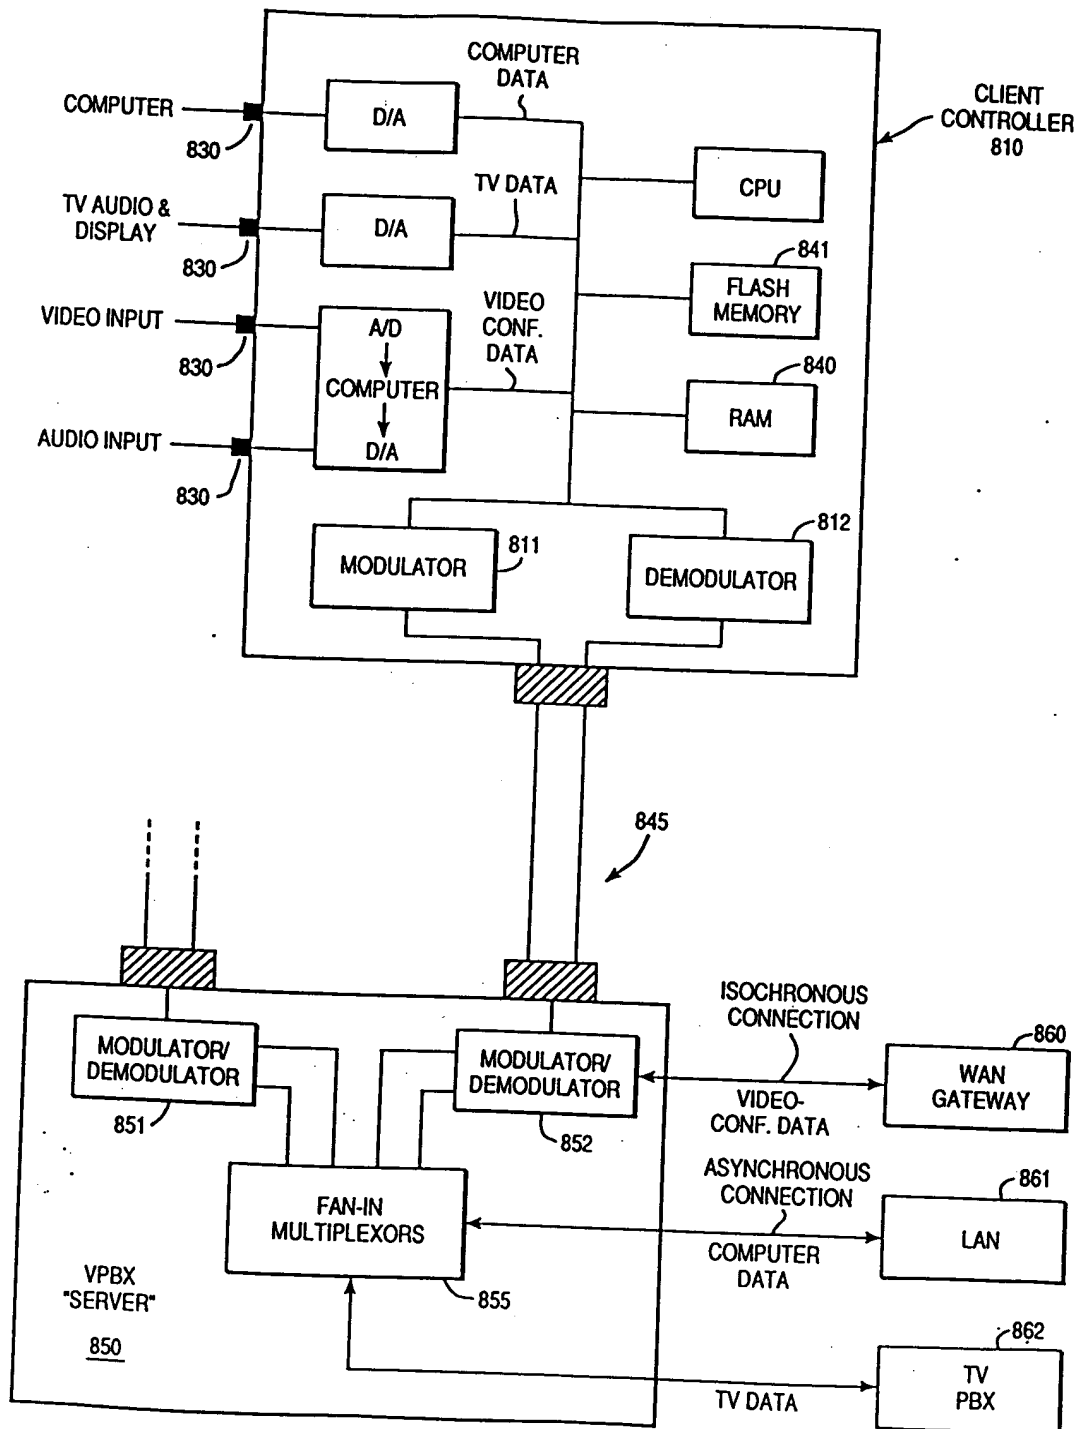 COMPUTER
DATA
COMPUTER
830
D/A
CLIENT
CONTROLLER
810
CPU
TV AUDIO &
DISPLAY
830
D/A
TV DATA
841
FLASH
MEMORY
VIDEO INPUT
830
A/D
COMPUTER
D/A
VIDEO
CONF.
DATA
840
RAM
AUDIO INPUT
830
MODULATOR
811
812
DEMODULATOR
845
MODULATOR/
DEMODULATOR
851
MODULATOR/
DEMODULATOR
852
ISOCHRONOUS
CONNECTION
VIDEO-
CONF. DATA
860
WAN
GATEWAY
FAN-IN
MULTIPLEXORS
855
ASYNCHRONOUS
CONNECTION
COMPUTER
DATA
861
LAN
VPBX
"SERVER"
850
TV DATA
862
TV
PBX